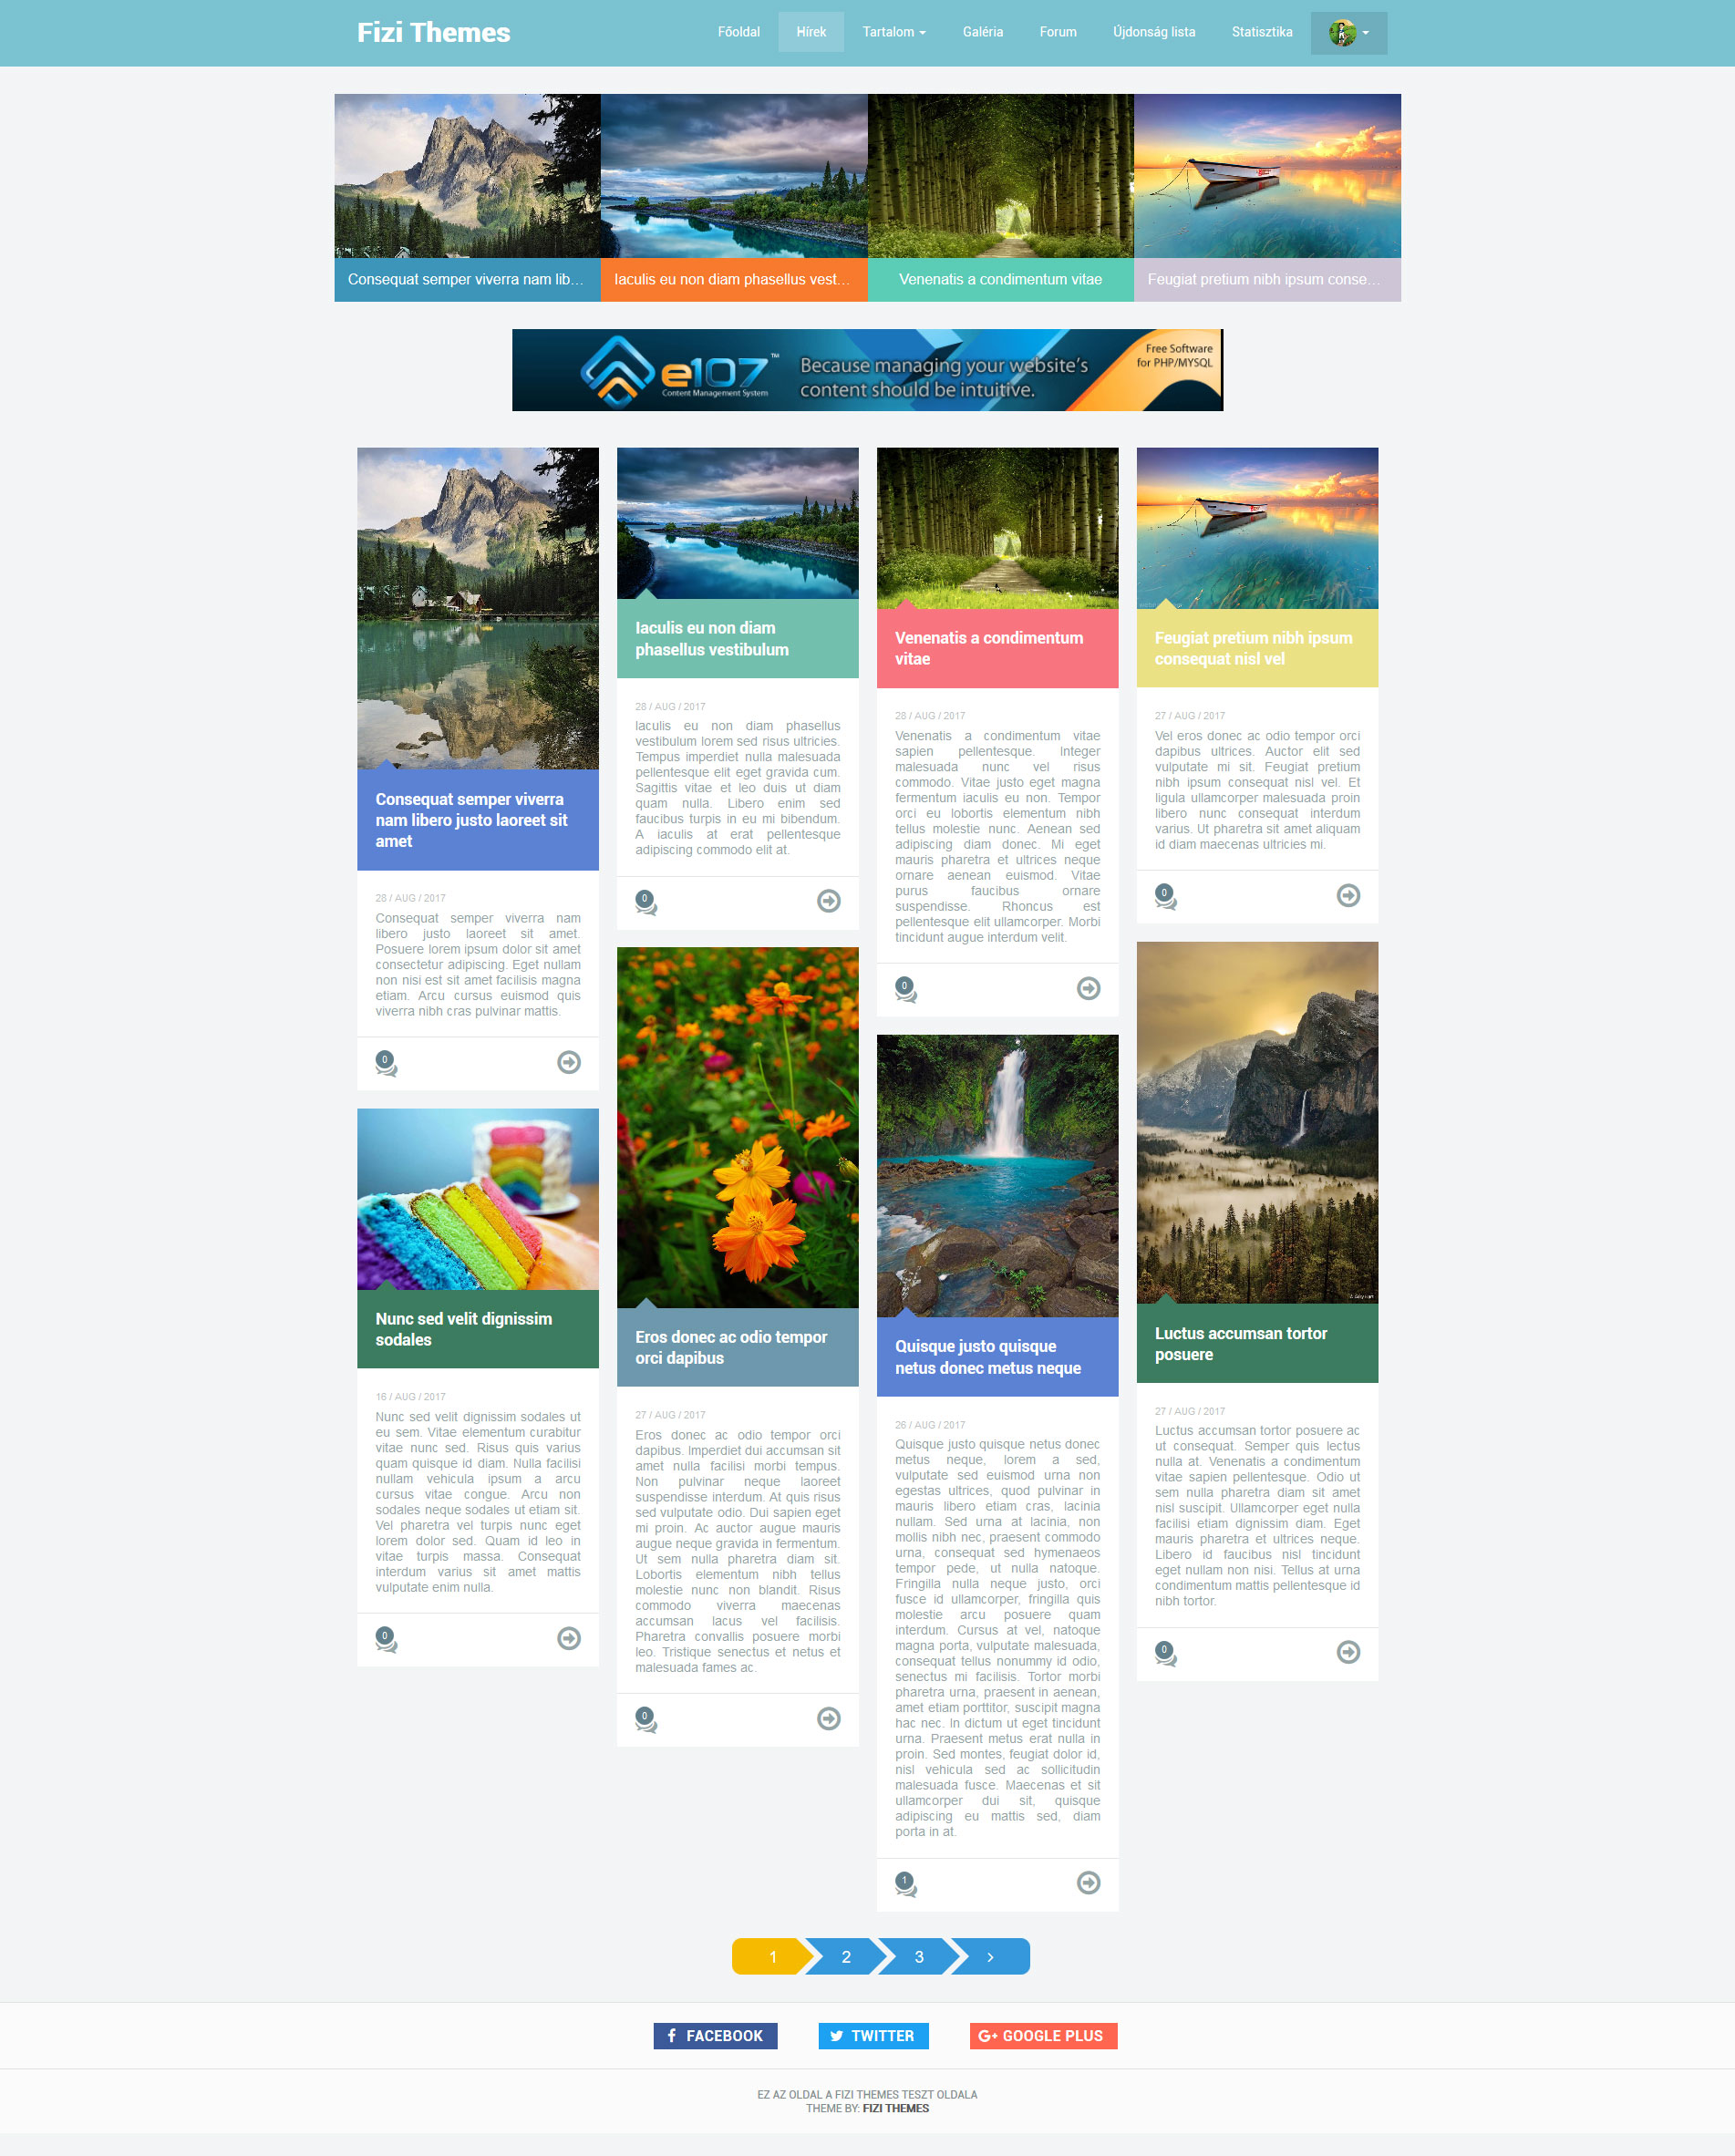 Fizi Themes
Főoldal
Hírek
Tartalom
Galéria
Forum
Újdonság lista
Statisztika
Consequat semper viverra nam lib...
Iaculis eu non diam phasellus vest...
Venenatis a condimentum vitae
Feugiat pretium nibh ipsum conse...
e107™
Content Management System
Because managing your website's
content should be intuitive.
Free Software
for PHP/MYSQL
Consequat semper viverra
nam libero justo laoreet sit
amet
28 / AUG / 2017
Consequat semper viverra nam
libero justo laoreet sit amet.
Posuere lorem ipsum dolor sit amet
consectetur adipiscing. Eget nullam
non nisi est sit amet facilisis magna
etiam. Arcu cursus euismod quis
viverra nibh cras pulvinar mattis.
0
Iaculis eu non diam
phasellus vestibulum
28 / AUG / 2017
Iaculis eu non diam phasellus
vestibulum lorem sed risus ultricies.
Tempus imperdiet nulla malesuada
pellentesque elit eget gravida cum.
Sagittis vitae et leo duis ut diam
quam nulla. Libero enim sed
faucibus turpis in eu mi bibendum.
A iaculis at erat pellentesque
adipiscing commodo elit at.
0
Venenatis a condimentum
vitae
28 / AUG / 2017
Venenatis a condimentum vitae
sapien pellentesque. Integer
malesuada nunc vel risus
commodo. Vitae justo eget magna
fermentum iaculis eu non. Tempor
orci eu lobortis elementum nibh
tellus molestie nunc. Aenean sed
adipiscing diam donec. Mi eget
mauris pharetra et ultrices neque
ornare aenean euismod. Vitae
purus faucibus ornare
suspendisse. Rhoncus est
pellentesque elit ullamcorper. Morbi
tincidunt augue interdum velit.
0
Feugiat pretium nibh ipsum
consequat nisl vel
27 / AUG / 2017
Vel eros donec ac odio tempor orci
dapibus ultrices. Auctor elit sed
vulputate mi sit. Feugiat pretium
nibh ipsum consequat nisl vel. Et
ligula ullamcorper malesuada proin
libero nunc consequat interdum
varius. Ut pharetra sit amet aliquam
id diam maecenas ultricies mi.
0
Nunc sed velit dignissim
sodales
16 / AUG / 2017
Nunc sed velit dignissim sodales ut
eu sem. Vitae elementum curabitur
vitae nunc sed. Risus quis varius
quam quisque id diam. Nulla facilisi
nullam vehicula ipsum a arcu
cursus vitae congue. Arcu non
sodales neque sodales ut etiam sit.
Vel pharetra vel turpis nunc eget
lorem dolor sed. Quam id leo in
vitae turpis massa. Consequat
interdum varius sit amet mattis
vulputate enim nulla.
0
Eros donec ac odio tempor
orci dapibus
27 / AUG / 2017
Eros donec ac odio tempor orci
dapibus. Imperdiet dui accumsan sit
amet nulla facilisi morbi tempus.
Non pulvinar neque laoreet
suspendisse interdum. At quis risus
sed vulputate odio. Dui sapien eget
mi proin. Ac auctor augue mauris
augue neque gravida in fermentum.
Ut sem nulla pharetra diam sit.
Lobortis elementum nibh tellus
molestie nunc non blandit. Risus
commodo viverra maecenas
accumsan lacus vel facilisis.
Pharetra convallis posuere morbi
leo. Tristique senectus et netus et
malesuada fames ac.
0
Quisque justo quisque
netus donec metus neque
26 / AUG / 2017
Quisque justo quisque netus donec
metus neque, lorem a sed,
vulputate sed euismod urna non
egestas ultrices, quod pulvinar in
mauris libero etiam cras, lacinia
nullam. Sed urna at lacinia, non
mollis nibh nec, praesent commodo
urna, consequat sed hymenaeos
tempor pede, ut nulla natoque.
Fringilla nulla neque justo, orci
fusce id ullamcorper, fringilla quis
molestie arcu posuere quam
interdum. Cursus at vel, natoque
magna porta, vulputate malesuada,
consequat tellus nonummy id odio,
senectus mi facilisis. Tortor morbi
pharetra urna, praesent in aenean,
amet etiam porttitor, suscipit magna
hac nec. In dictum ut eget tincidunt
urna. Praesent metus erat nulla in
proin. Sed montes, feugiat dolor id,
nisl vehicula sed ac sollicitudin
malesuada fusce. Maecenas et sit
ullamcorper dui sit, quisque
adipiscing eu mattis sed, diam
porta in at.
1
Luctus accumsan tortor
posuere
27 / AUG / 2017
Luctus accumsan tortor posuere ac
ut consequat. Semper quis lectus
nulla at. Venenatis a condimentum
vitae sapien pellentesque. Odio ut
sem nulla pharetra diam sit amet
nisl suscipit. Ullamcorper eget nulla
facilisi etiam dignissim diam. Eget
mauris pharetra et ultrices neque.
Libero id faucibus nisl tincidunt
eget nullam non nisi. Tellus at urna
condimentum mattis pellentesque id
nibh tortor.
0
1 2 3 >
FACEBOOK
TWITTER
G+ GOOGLE PLUS
EZ AZ OLDAL A FIZI THEMES TESZT OLDALA
THEME BY: FIZI THEMES